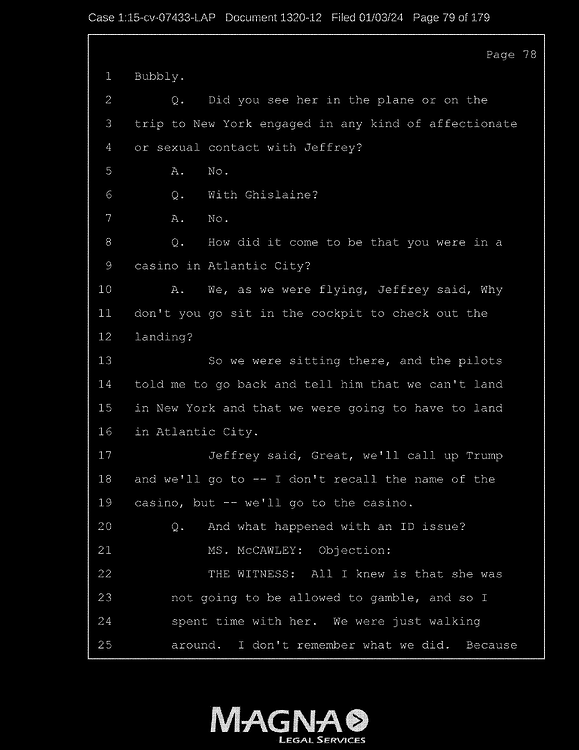 Case 1:15-cv-07433-LAP Document 1320-12 Filed 01/03/24 Page 79 of 179
Page 78
1 Bubbly.
2 Q. Did you see her in the plane or on the
3 trip to New York engaged in any kind of affectionate
4 or sexual contact with Jeffrey?
5 A. No.
6 Q. With Ghislaine?
7 A. No.
8 Q. How did it come to be that you were in a
9 casino in Atlantic City?
10 A. We, as we were flying, Jeffrey said, Why
11 don't you go sit in the cockpit to check out the
12 landing?
13 So we were sitting there, and the pilots
14 told me to go back and tell him that we can't land
15 in New York and that we were going to have to land
16 in Atlantic City.
17 Jeffrey said, Great, we'll call up Trump
18 and we'll go to -- I don't recall the name of the
19 casino, but -- we'll go to the casino.
20 Q. And what happened with an ID issue?
21 MS. McCAWLEY: Objection:
22 THE WITNESS: All I knew is that she was
23 not going to be allowed to gamble, and so I
24 spent time with her. We were just walking
25 around. I don't remember what we did. Because
MAGNA
LEGAL SERVICES